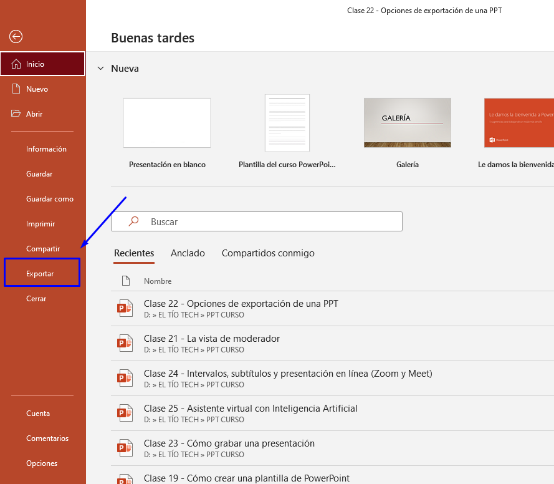 Clase 22 - Opciones de exportación de una PPT
Inicio
Nuevo
Abrir
Información
Guardar
Guardar como
Imprimir
Compartir
Exportar
Cerrar
Cuenta
Comentarios
Opciones
Buenas tardes
Nueva
GALERÍA
Le damos la bienvenida a Power
Presentación en blanco
Plantilla del curso PowerPoi...
Galería
Le damos la bienvenida
Buscar
Recientes Anclado Compartidos conmigo
Nombre
Clase 22 - Opciones de exportación de una PPT
D: » EL TÍO TECH » PPT CURSO
Clase 21 - La vista de moderador
D: » EL TÍO TECH » PPT CURSO
Clase 24 - Intervalos, subtítulos y presentación en línea (Zoom y Meet)
D: » EL TÍO TECH » PPT CURSO
Clase 25 - Asistente virtual con Inteligencia Artificial
D: » EL TÍO TECH » PPT CURSO
Clase 23 - Cómo grabar una presentación
D: » EL TÍO TECH » PPT CURSO
Clase 19 - Cómo crear una plantilla de PowerPoint